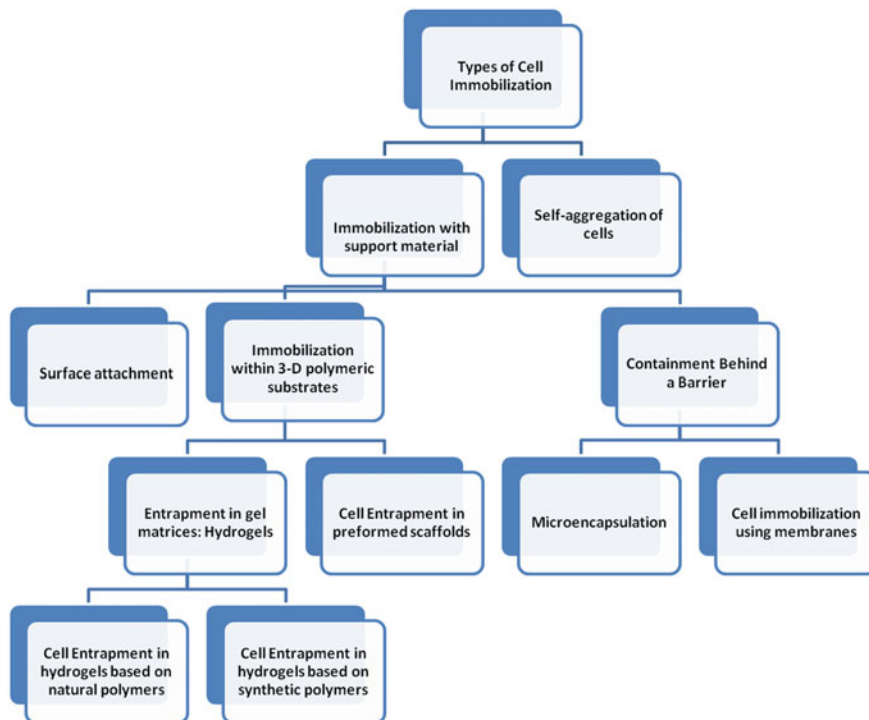 Types of Cell
Immobilization
Immobilization with
support material
Self-aggregation of
cells
Surface attachment
Immobilization
within 3-D polymeric
substrates
Containment Behind
a Barrier
Entrapment in gel
matrices: Hydrogels
Cell Entrapment in
preformed scaffolds
Microencapsulation
Cell immobilization
using membranes
Cell Entrapment in
hydrogels based on
natural polymers
Cell Entrapment in
hydrogels based on
synthetic polymers